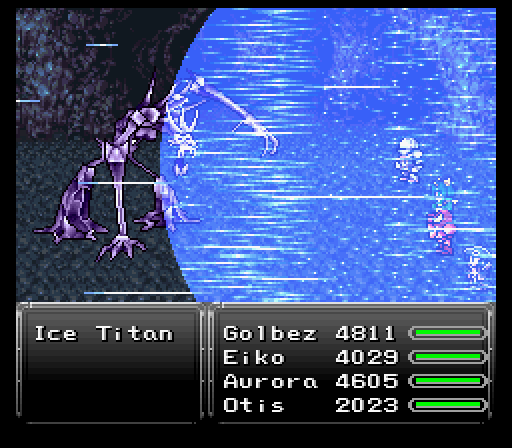 Ice Titan
Golbez 4811
Eiko 4029
Aurora 4605
Otis 2023